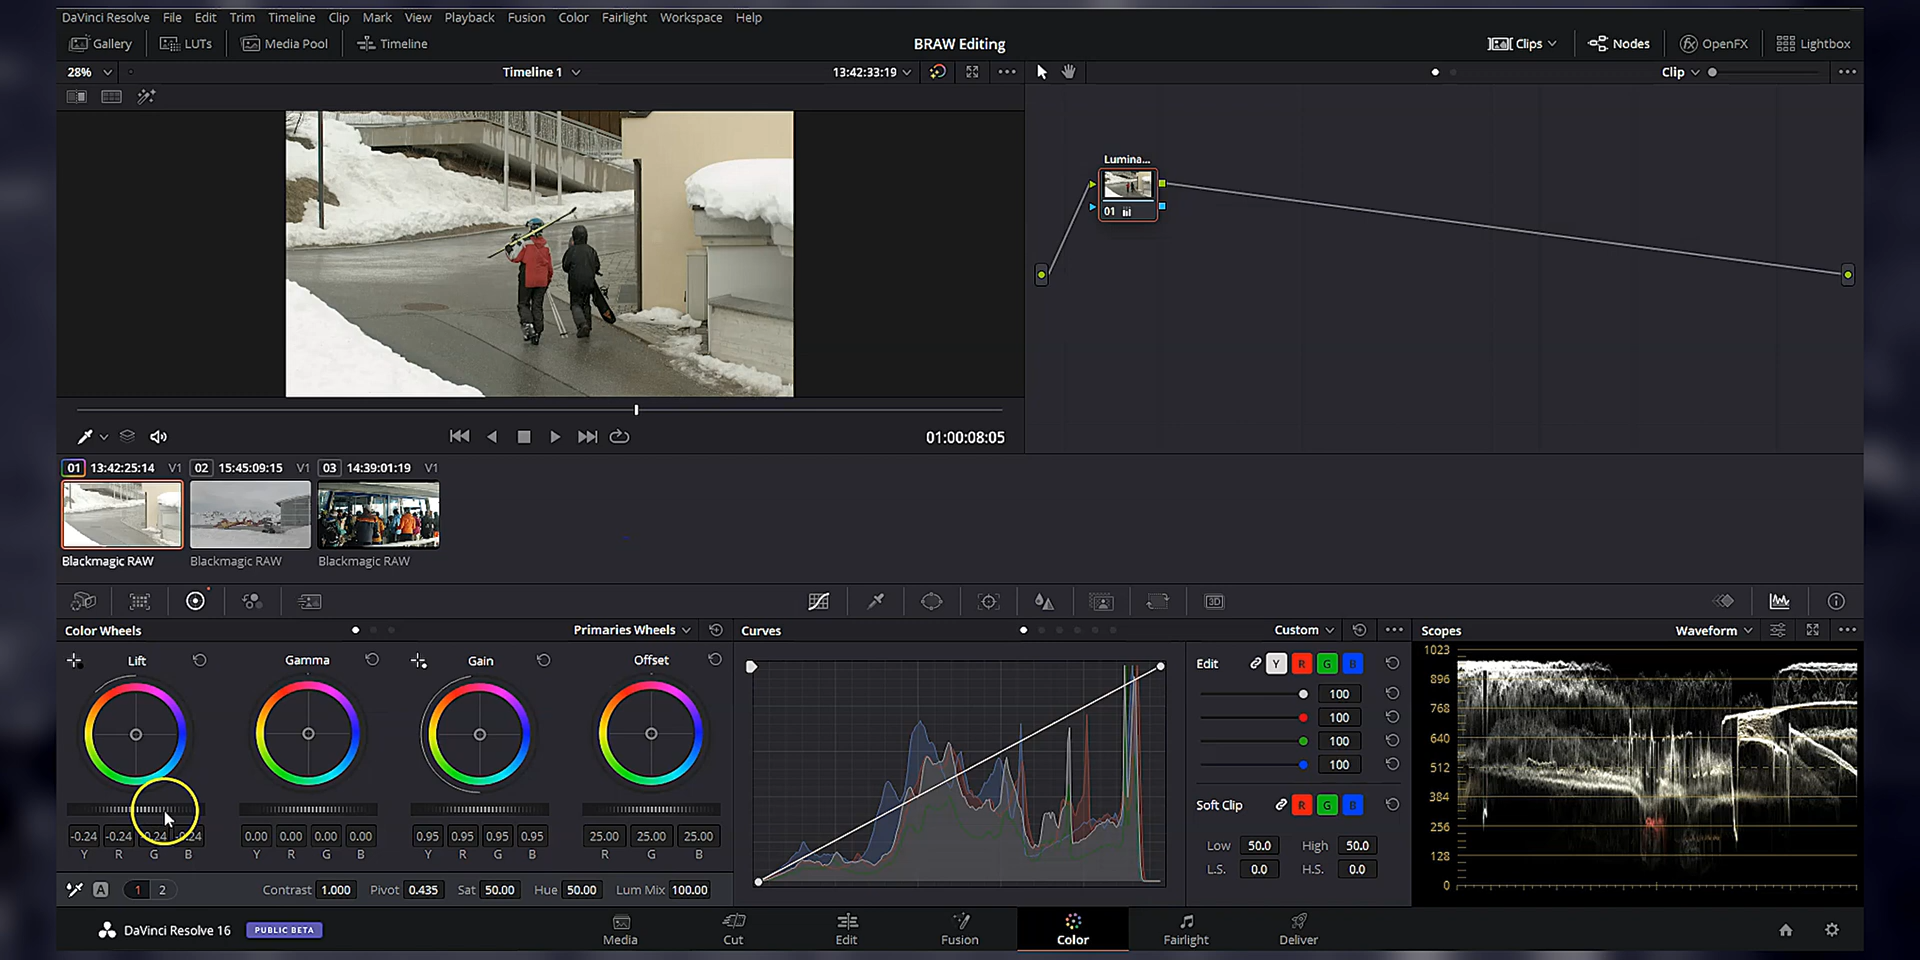 DaVinci Resolve File Edit Trim Timeline Clip Mark View Playback Fusion Color Fairlight Workspace Help
Gallery LUTs Media Pool Timeline BRAW Editing Clips Nodes OpenFX Lightbox
28% Timeline 1 13:42:33:19 Clip
Lumina...
01
01:00:08:05
01 13:42:25:14 V1 02 15:45:09:15 V1 03 14:39:01:19 V1
Blackmagic RAW Blackmagic RAW Blackmagic RAW
3D
Color Wheels Primaries Wheels Curves Custom Scopes Waveform
Lift Gamma Gain Offset
Edit Y R G B
100
100
100
100
Soft Clip R G B
Low 50.0 High 50.0
L.S. 0.0 H.S. 0.0
1023
896
768
640
512
384
256
128
0
-0.24 -0.24 -0.24 -0.24 0.00 0.00 0.00 0.00 0.95 0.95 0.95 0.95 25.00 25.00 25.00
Y R G B Y R G B Y R G B R G B
A 1 2 Contrast 1.000 Pivot 0.435 Sat 50.00 Hue 50.00 Lum Mix 100.00
DaVinci Resolve 16 PUBLIC BETA Media Cut Edit Fusion Color Fairlight Deliver